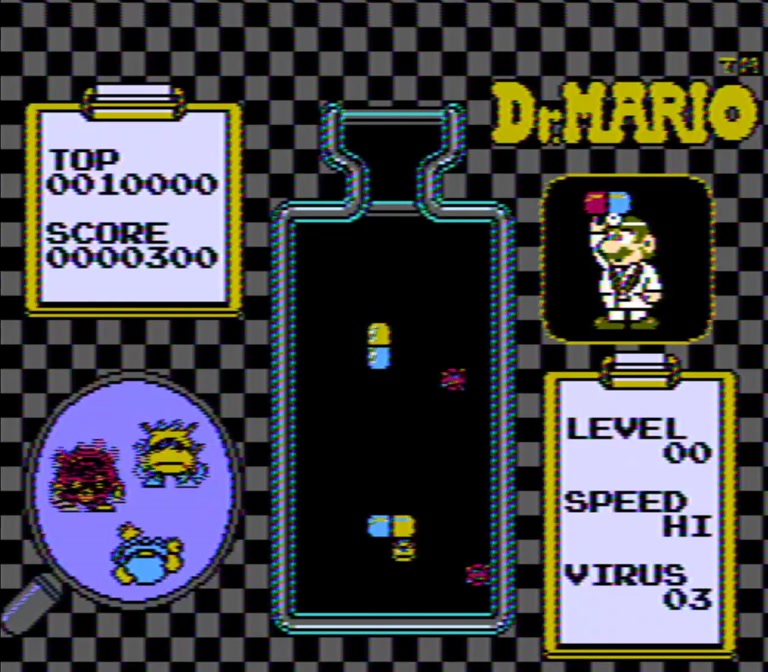 TM
Dr. MARIO
TOP
0010000
SCORE
0000300
LEVEL
00
SPEED
HI
VIRUS
03